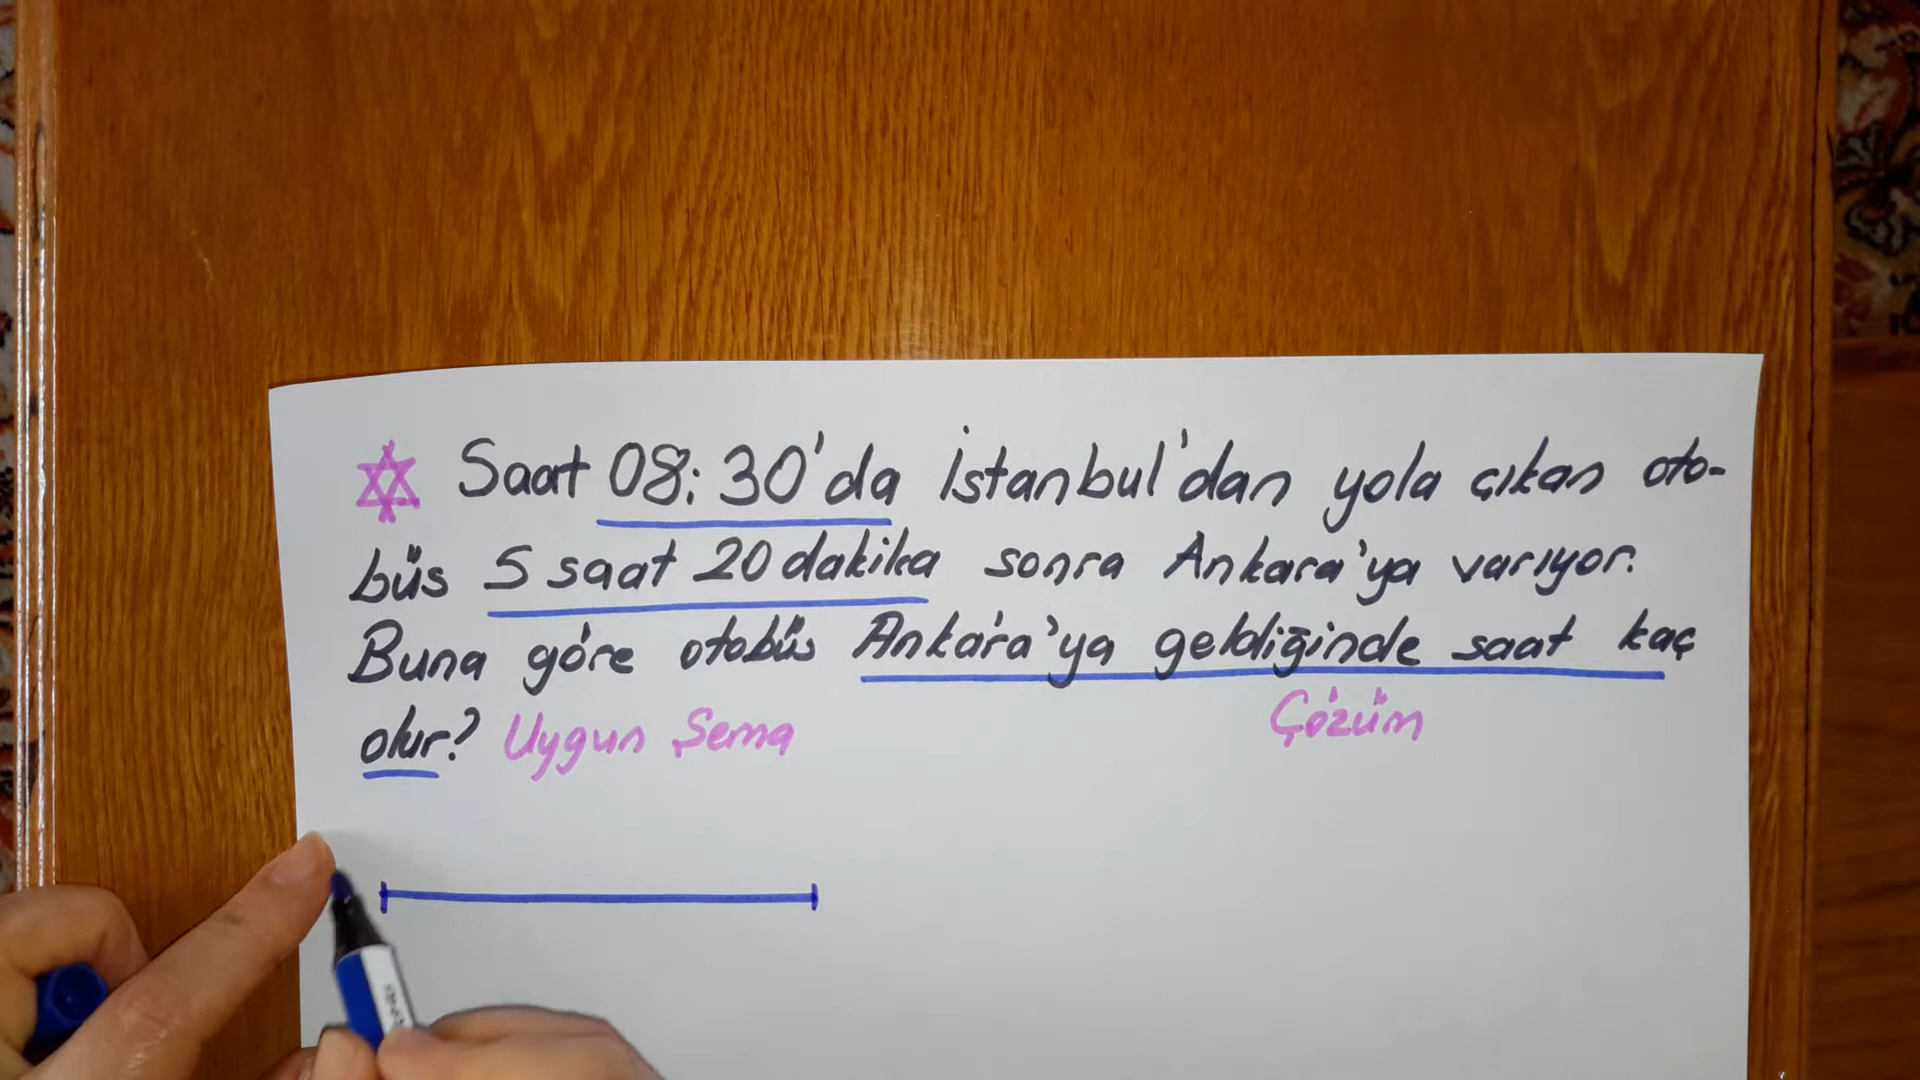 Saat 08:30'da İstanbul'dan yola çıkan oto-
büs 5 saat 20 dakika sonra Ankara'ya varıyor.
Buna göre otobüs Ankara'ya geldiğinde saat kaç
olur? Uygun Şema Çözüm